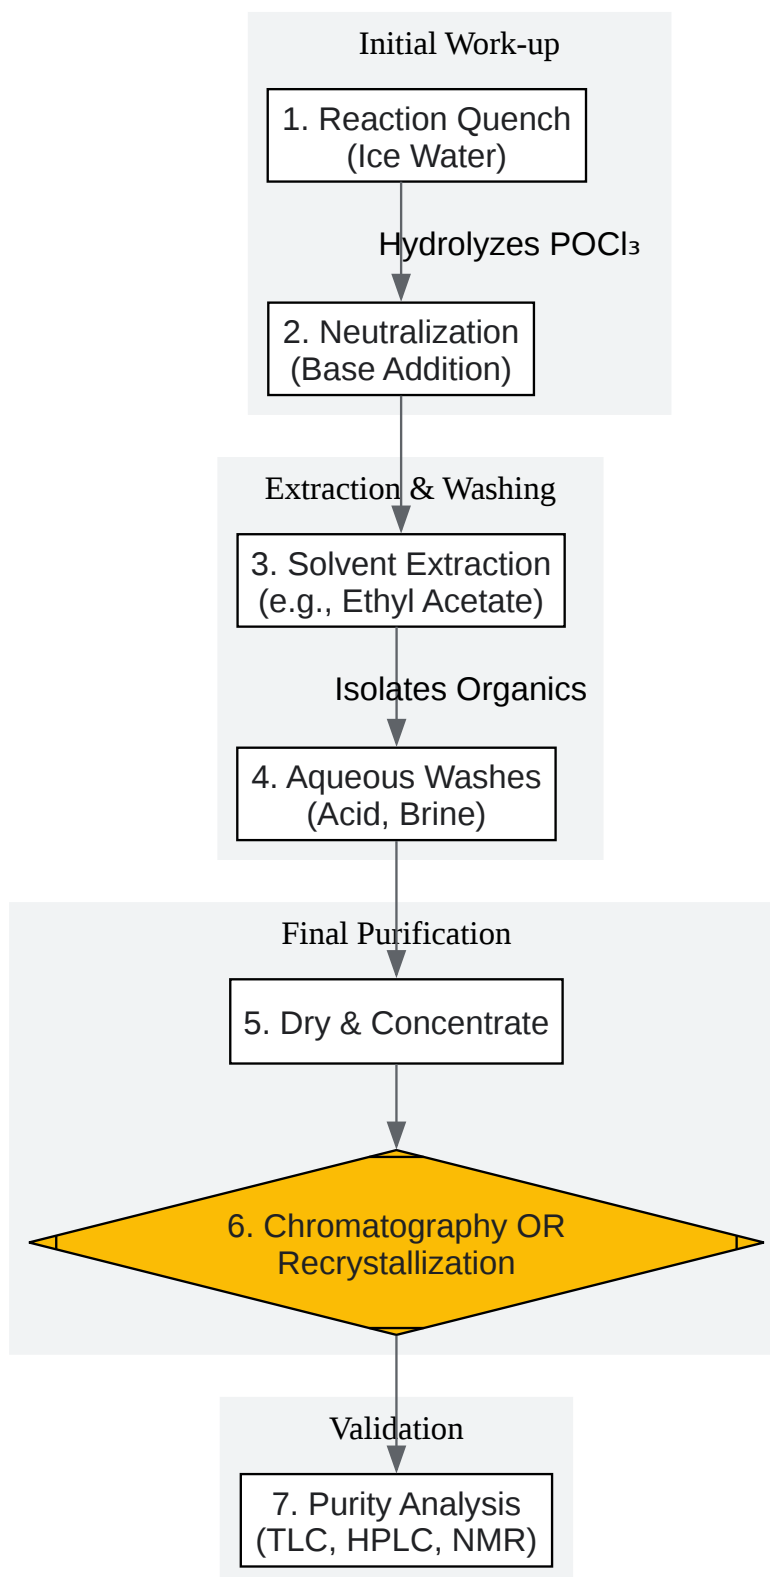 Initial Work-up
1. Reaction Quench
(Ice Water)
Hydrolyzes POCl₃
2. Neutralization
(Base Addition)
Extraction & Washing
3. Solvent Extraction
(e.g., Ethyl Acetate)
Isolates Organics
4. Aqueous Washes
(Acid, Brine)
Final Purification
5. Dry & Concentrate
6. Chromatography OR
Recrystallization
Validation
7. Purity Analysis
(TLC, HPLC, NMR)